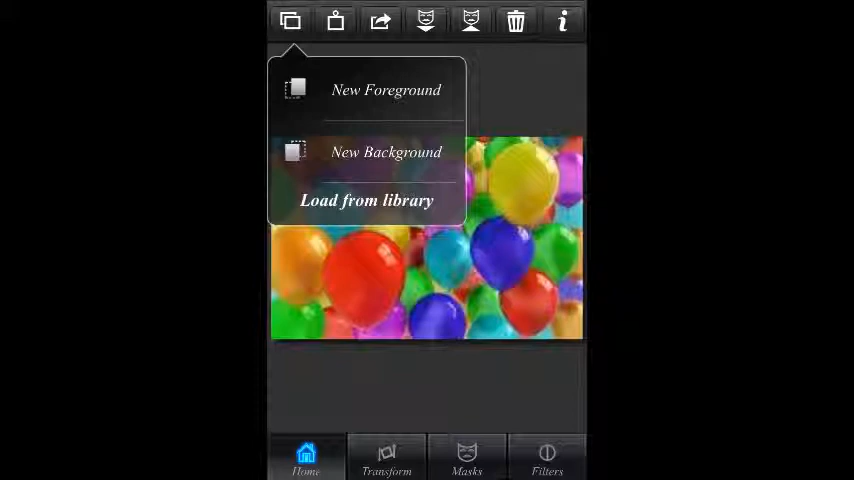 New Foreground
New Background
Load from library
Home
Transform
Masks
Filters